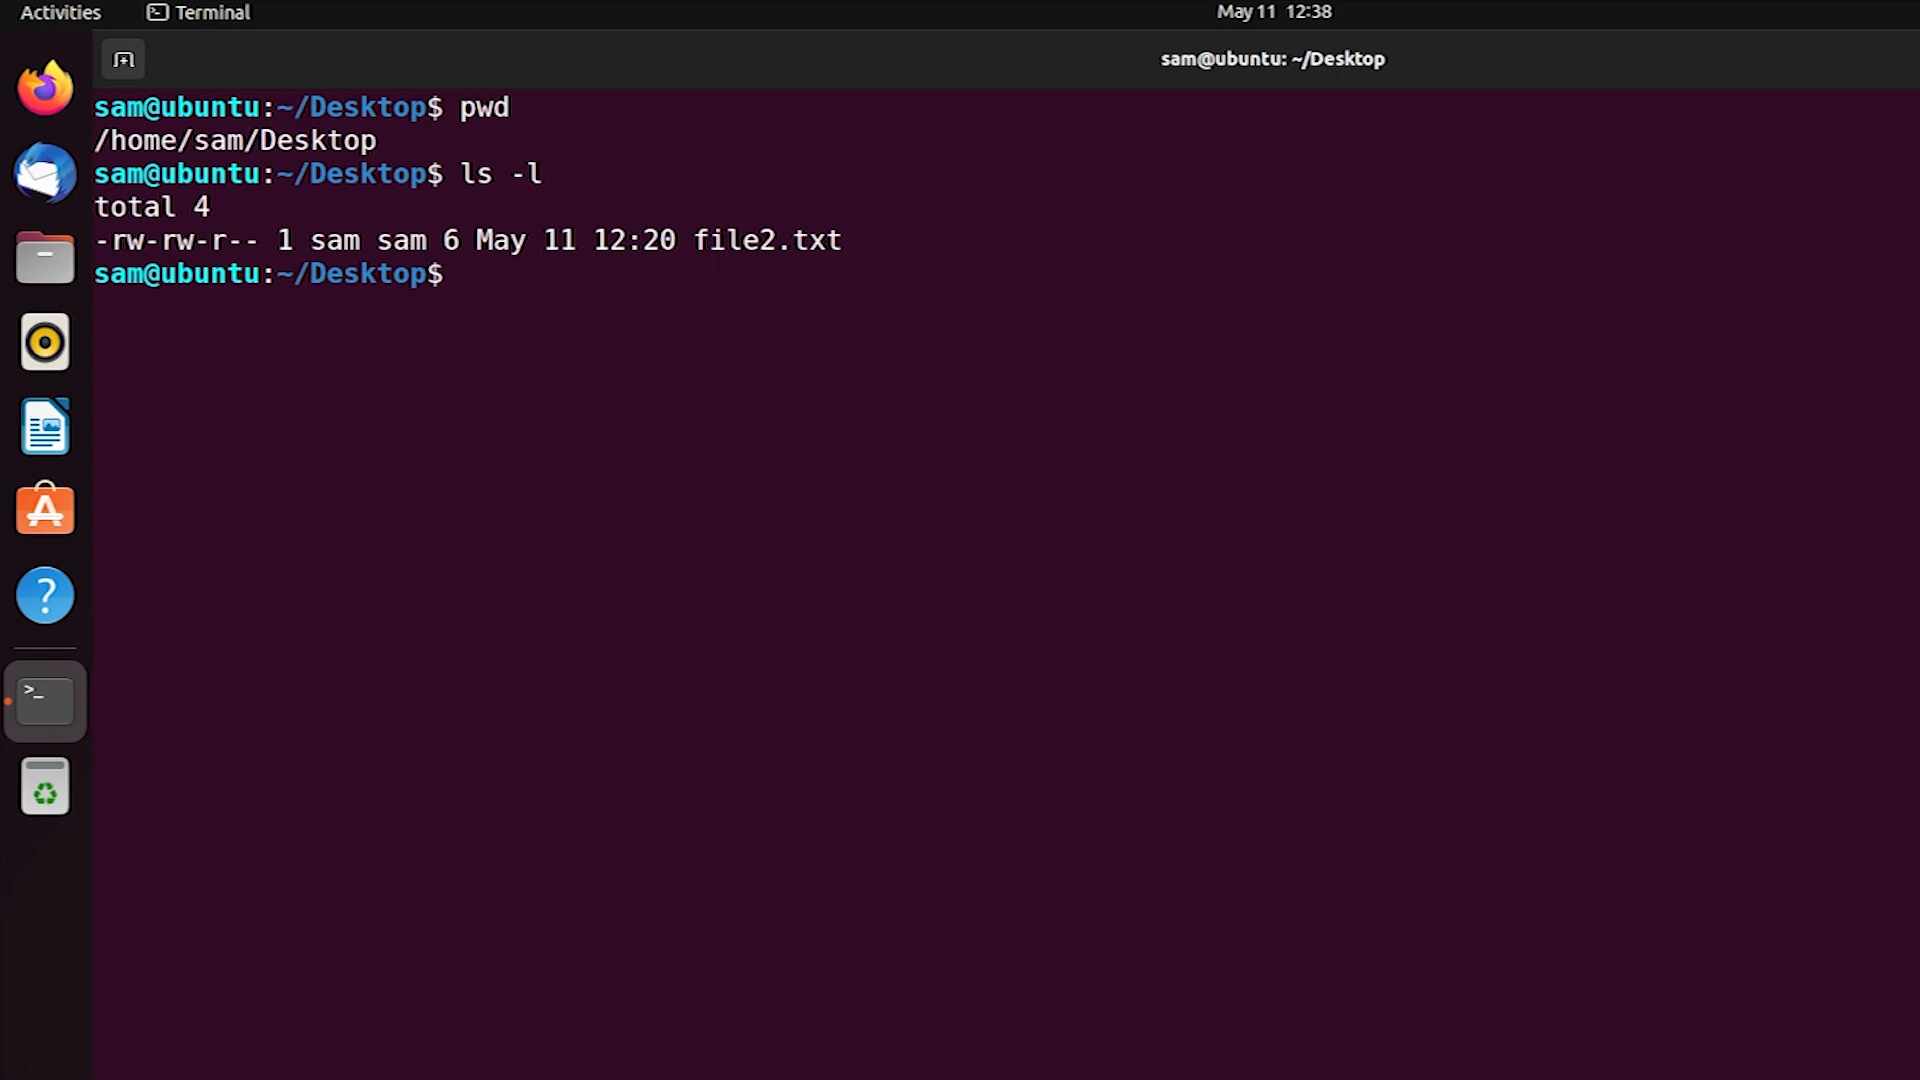 Activities Terminal May 11 12:38
sam@ubuntu: ~/Desktop
sam@ubuntu:~/Desktop$ pwd
/home/sam/Desktop
sam@ubuntu:~/Desktop$ ls -l
total 4
-rw-rw-r-- 1 sam sam 6 May 11 12:20 file2.txt
sam@ubuntu:~/Desktop$
?
>_